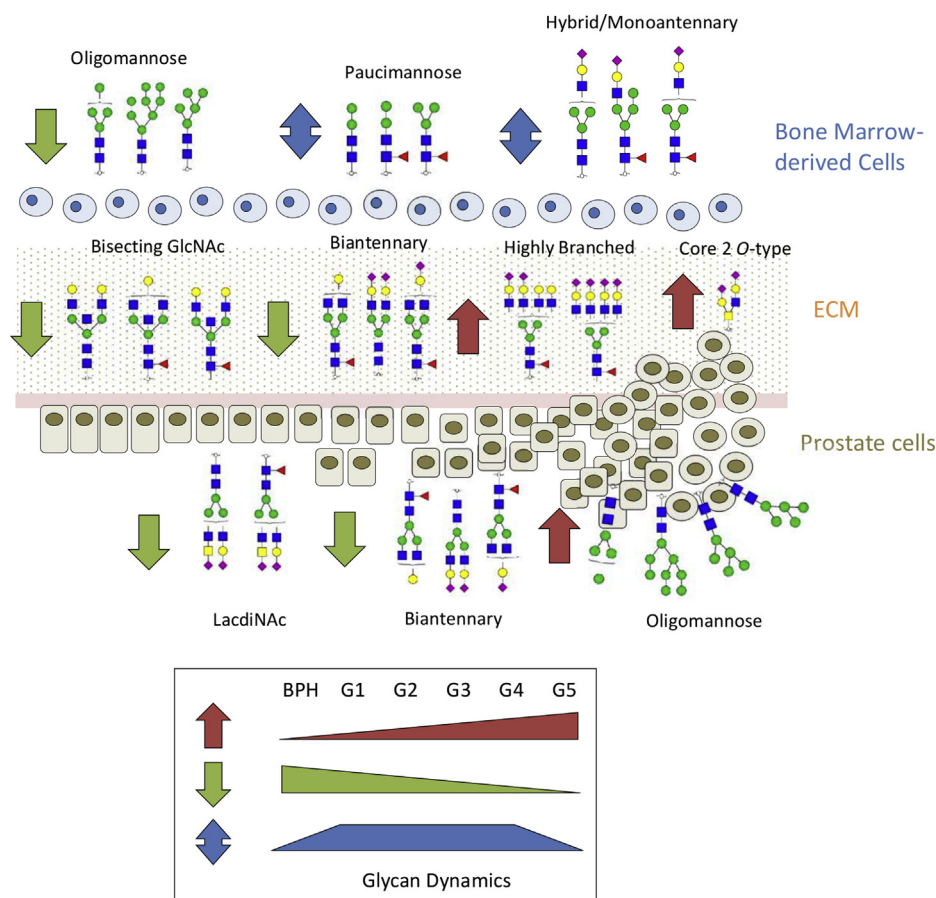 Hybrid/Monoantennary
Oligomannose
Paucimannose
Bone Marrow-
derived Cells
Bisecting GlcNAc
Biantennary
Highly Branched
Core 2 O-type
ECM
Prostate cells
LacdiNAc
Biantennary
Oligomannose
BPH G1 G2 G3 G4 G5
Glycan Dynamics